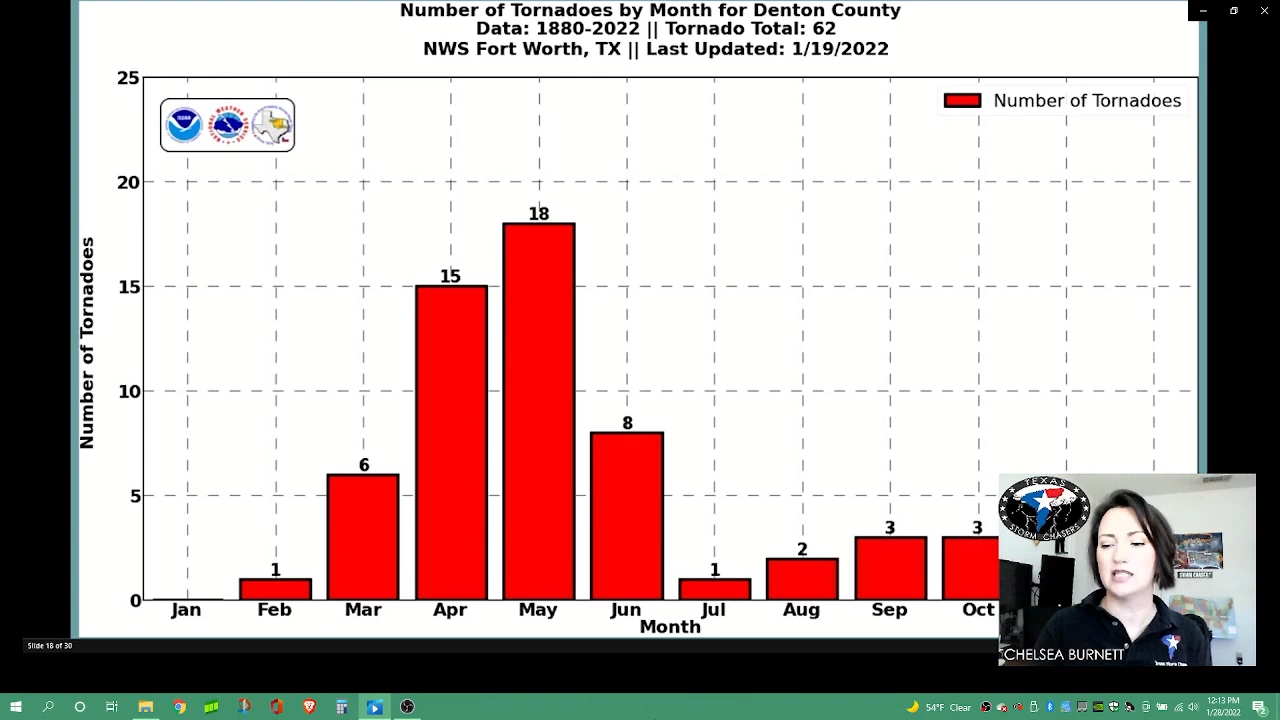 Number of Tornadoes by Month for Denton County
Data: 1880-2022 || Tornado Total: 62
NWS Fort Worth, TX || Last Updated: 1/19/2022
25
Number of Tornadoes
20
18
15
15
10
8
6
5
3
3
2
1
1
0
Jan
Feb
Mar
Apr
May
Jun
Jul
Aug
Sep
Oct
Month
Number of Tornadoes
TEXAS
STORM CHASERS
CHELSEA BURNETT
Slide 18 of 30
54°F Clear
12:13 PM
1/28/2022